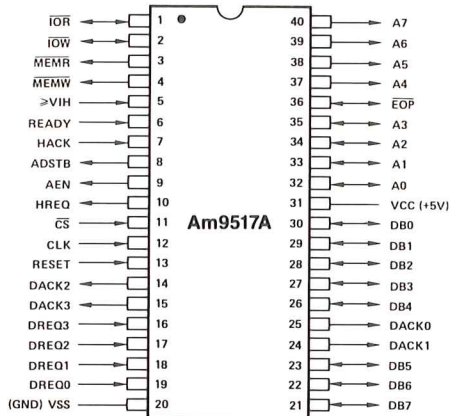 IOR 1 40 A7
IOW 2 39 A6
MEMR 3 38 A5
MEMW 4 37 A4
≥VIH 5 36 EOP
READY 6 35 A3
HACK 7 34 A2
ADSTB 8 33 A1
AEN 9 32 A0
HREQ 10 31 VCC (+5V)
CS 11 Am9517A 30 DB0
CLK 12 29 DB1
RESET 13 28 DB2
DACK2 14 27 DB3
DACK3 15 26 DB4
DREQ3 16 25 DACK0
DREQ2 17 24 DACK1
DREQ1 18 23 DB5
DREQ0 19 22 DB6
(GND) VSS 20 21 DB7